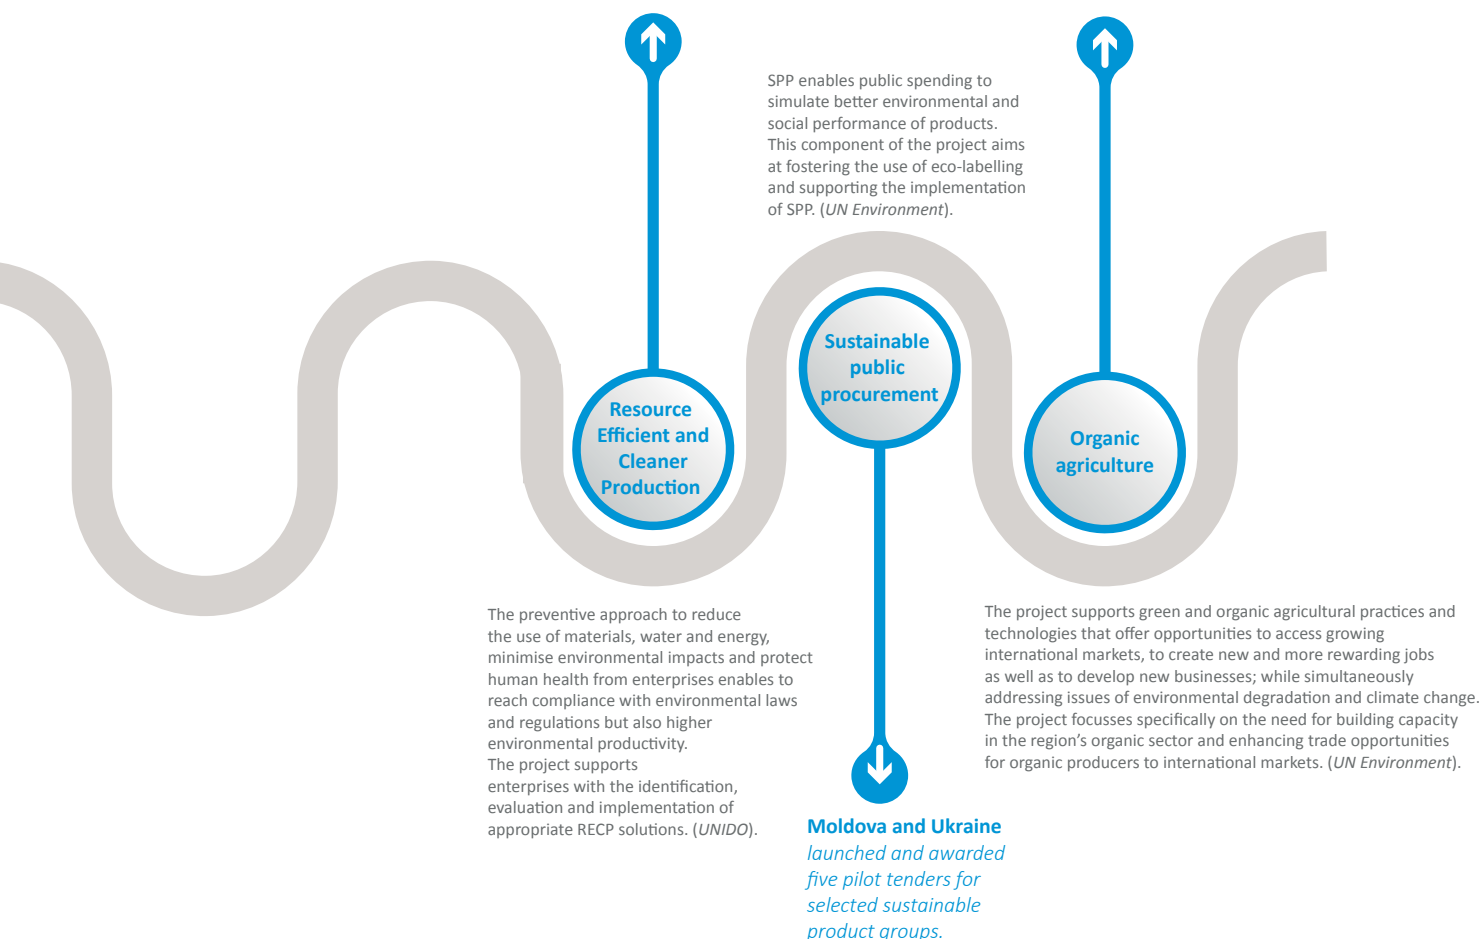 SPP enables public spending to
simulate better environmental and
social performance of products.
This component of the project aims
at fostering the use of eco-labelling
and supporting the implementation
of SPP. (UN Environment).
Resource
Efficient and
Cleaner
Production
Sustainable
public
procurement
Organic
agriculture
The preventive approach to reduce
the use of materials, water and energy,
minimise environmental impacts and protect
human health from enterprises enables to
reach compliance with environmental laws
and regulations but also higher
environmental productivity.
The project supports
enterprises with the identification,
evaluation and implementation of
appropriate RECP solutions. (UNIDO).
Moldova and Ukraine
launched and awarded
five pilot tenders for
selected sustainable
product groups.
The project supports green and organic agricultural practices and
technologies that offer opportunities to access growing
international markets, to create new and more rewarding jobs
as well as to develop new businesses; while simultaneously
addressing issues of environmental degradation and climate change.
The project focusses specifically on the need for building capacity
in the region's organic sector and enhancing trade opportunities
for organic producers to international markets. (UN Environment).